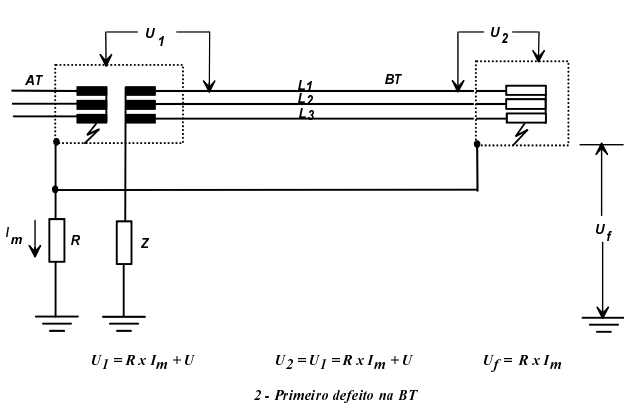 U1
U2
AT
L1
BT
L2
L3
Im
R
Z
Uf
U1 = R x Im + U
U2 = U1 = R x Im + U
Uf = R x Im
2 - Primeiro defeito na BT